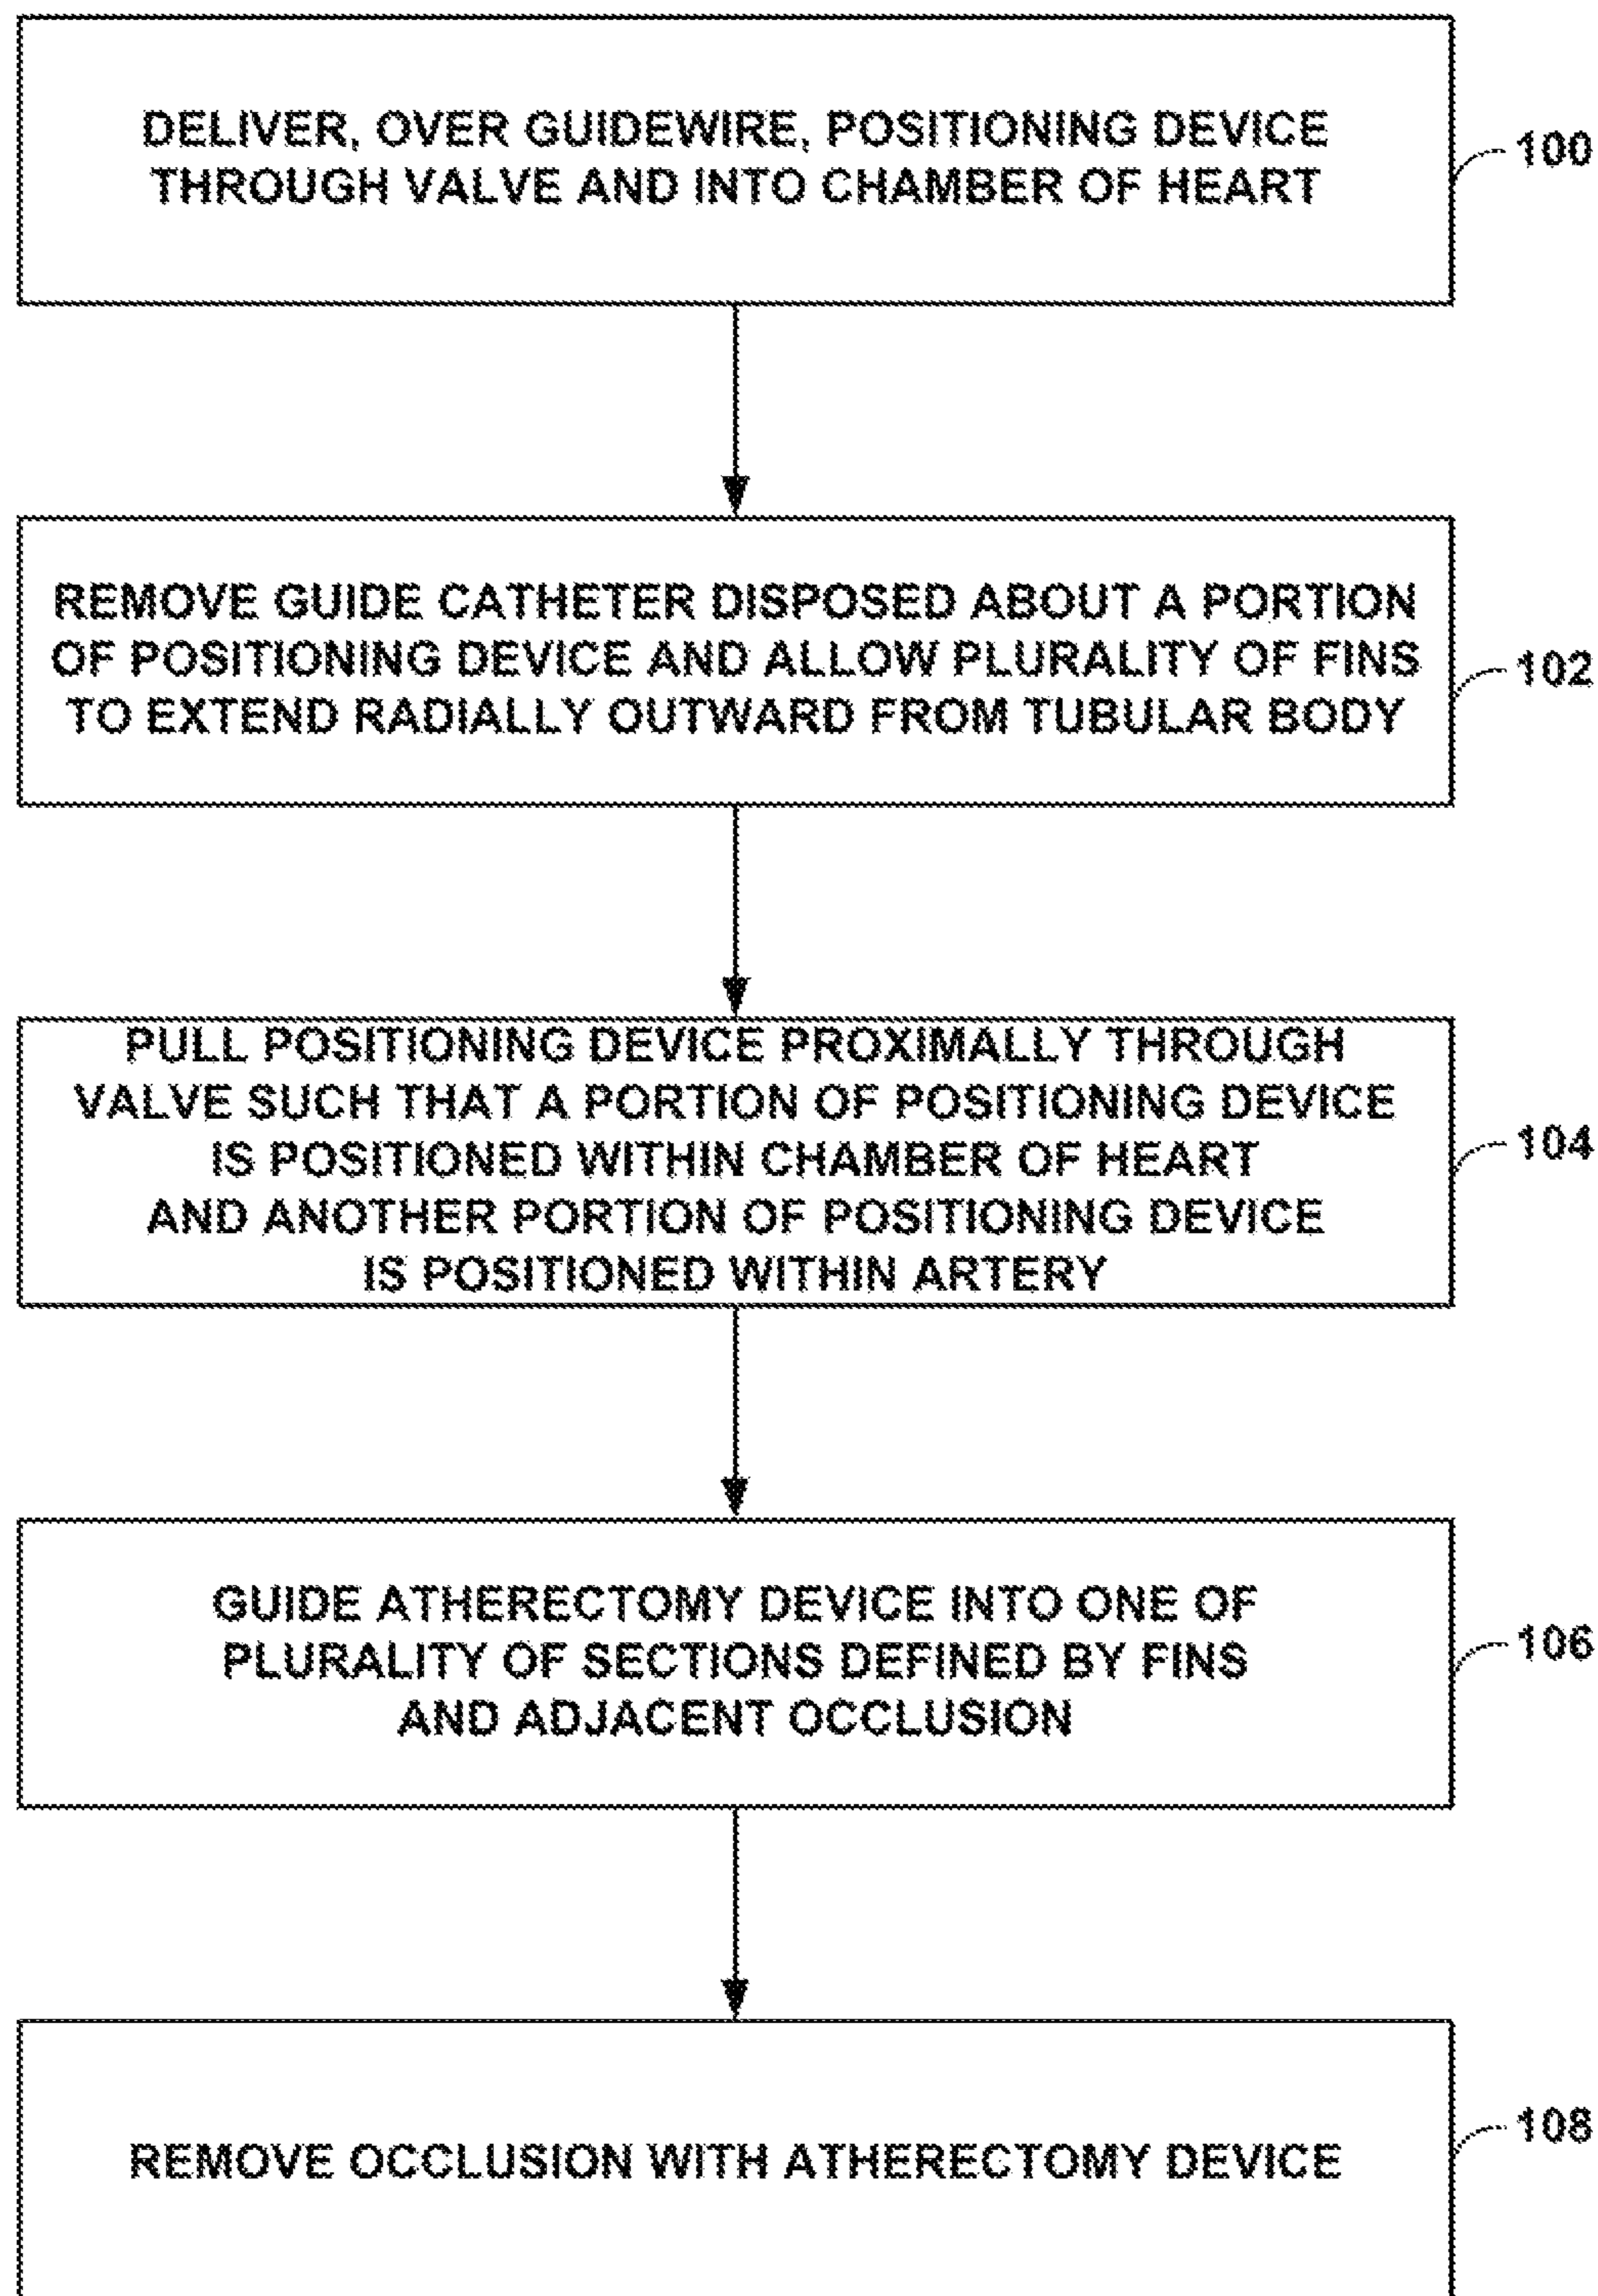 DELIVER, OVER GUIDEWIRE, POSITIONING DEVICE
THROUGH VALVE AND INTO CHAMBER OF HEART
100
REMOVE GUIDE CATHETER DISPOSED ABOUT A PORTION
OF POSITIONING DEVICE AND ALLOW PLURALITY OF FINS
TO EXTEND RADIALLY OUTWARD FROM TUBULAR BODY
102
PULL POSITIONING DEVICE PROXIMALLY THROUGH
VALVE SUCH THAT A PORTION OF POSITIONING DEVICE
IS POSITIONED WITHIN CHAMBER OF HEART
AND ANOTHER PORTION OF POSITIONING DEVICE
IS POSITIONED WITHIN ARTERY
104
GUIDE ATHERECTOMY DEVICE INTO ONE OF
PLURALITY OF SECTIONS DEFINED BY FINS
AND ADJACENT OCCLUSION
106
REMOVE OCCLUSION WITH ATHERECTOMY DEVICE
108